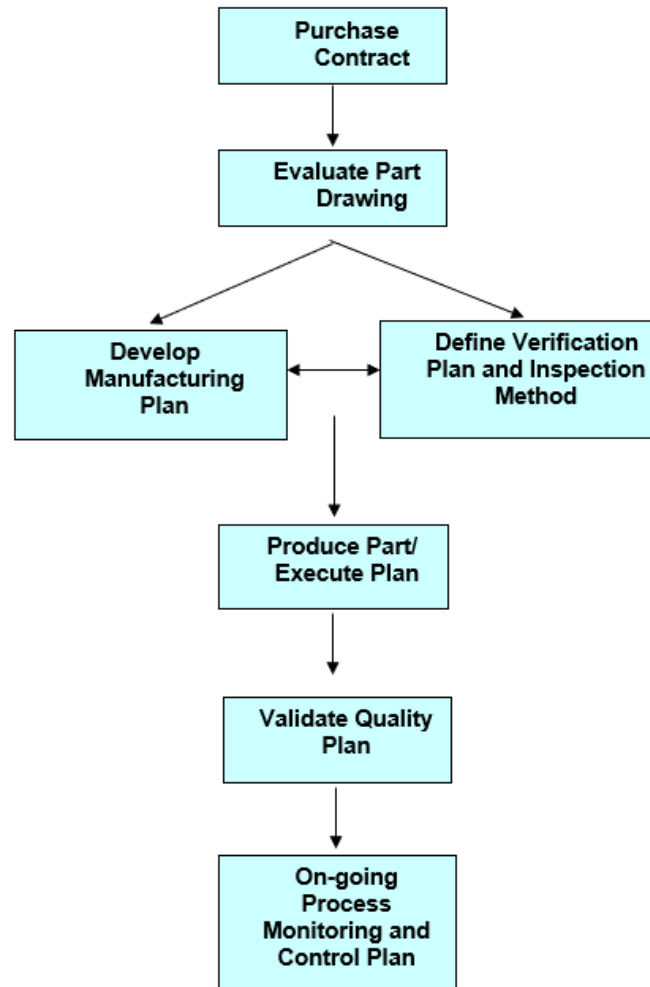 Purchase
Contract
Evaluate Part
Drawing
Develop
Manufacturing
Plan
Define Verification
Plan and Inspection
Method
Produce Part/
Execute Plan
Validate Quality
Plan
On-going
Process
Monitoring and
Control Plan